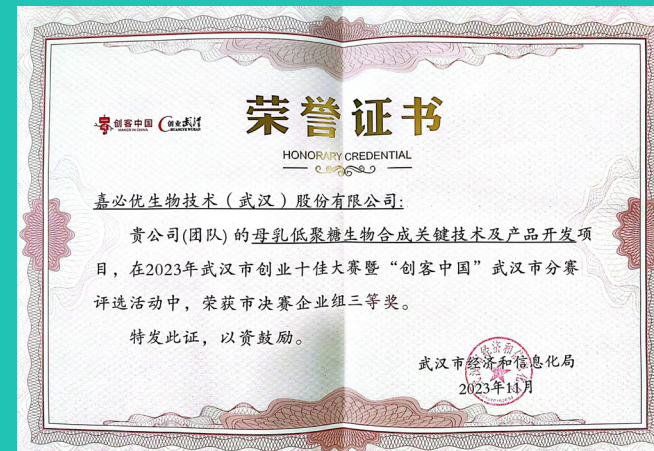 创客中国
MAKER IN CHINA
创业武汉
荣誉证书
HONORARY CREDENTIAL
嘉必优生物技术（武汉）股份有限公司:
贵公司(团队)的母乳低聚糖生物合成关键技术及产品开发项
目，在2023年武汉市创业十佳大赛暨“创客中国”武汉市分赛
评选活动中，荣获市决赛企业组三等奖。
特发此证，以资鼓励。
武汉市经济和信息化局
2023年11月